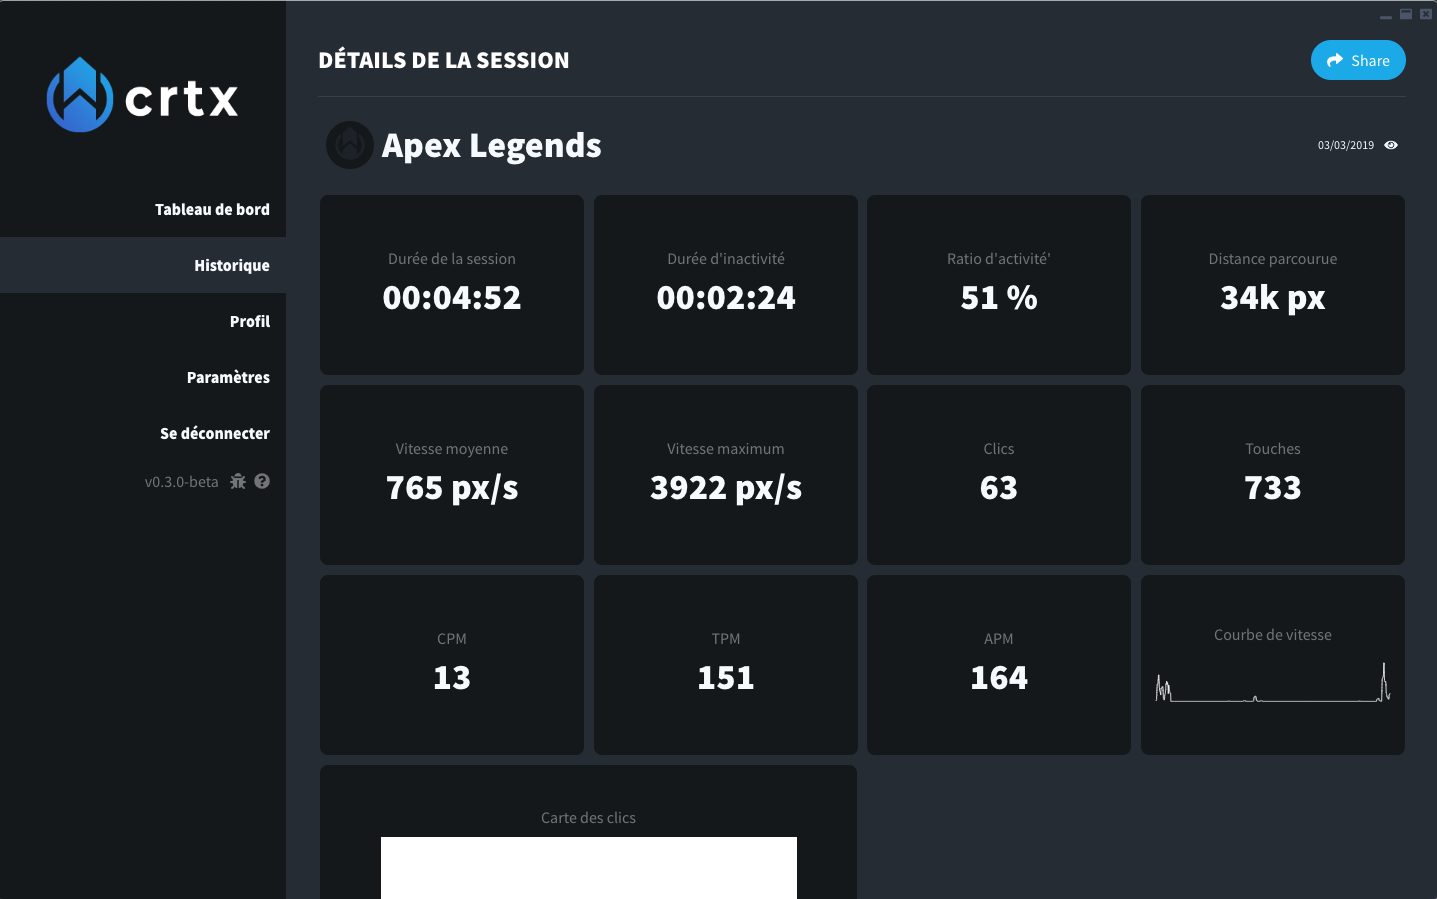 crtx
Tableau de bord
Historique
Profil
Paramètres
Se déconnecter
v0.3.0-beta
DÉTAILS DE LA SESSION
Share
Apex Legends
03/03/2019
Durée de la session
00:04:52
Durée d'inactivité
00:02:24
Ratio d'activité'
51 %
Distance parcourue
34k px
Vitesse moyenne
765 px/s
Vitesse maximum
3922 px/s
Clics
63
Touches
733
CPM
13
TPM
151
APM
164
Courbe de vitesse
Carte des clics